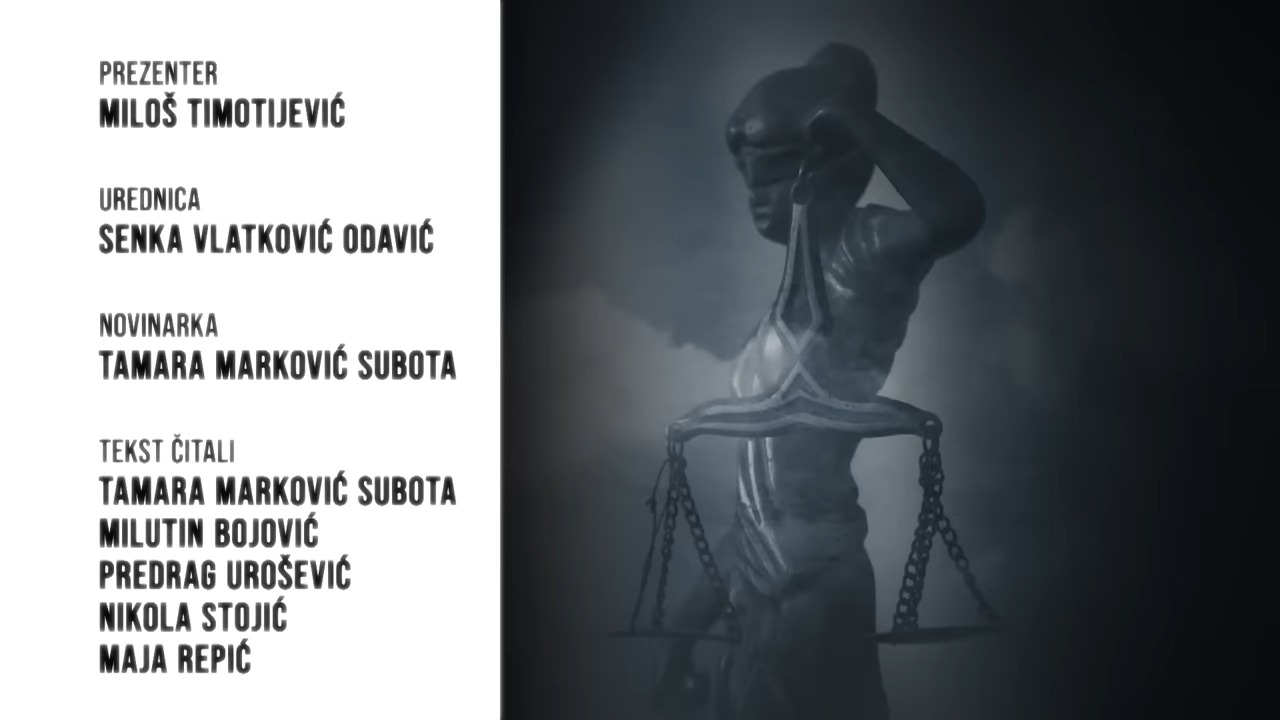 PREZENTER
MILOŠ TIMOTIJEVIĆ
UREDNICA
SENKA VLATKOVIĆ ODAVIĆ
NOVINARKA
TAMARA MARKOVIĆ SUBOTA
TEKST ČITALI
TAMARA MARKOVIĆ SUBOTA
MILUTIN BOJOVIĆ
PREDRAG UROŠEVIĆ
NIKOLA STOJIĆ
MAJA REPIĆ